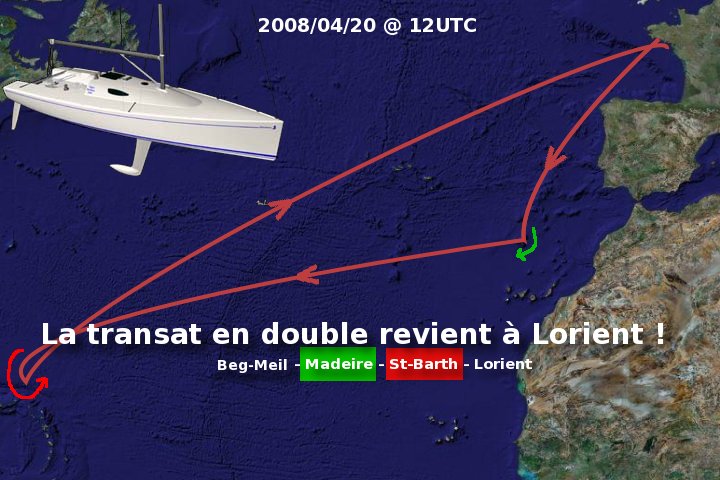 2008/04/20 @ 12UTC
La transat en double revient à Lorient !
Beg-Meil - Madeire - St-Barth - Lorient